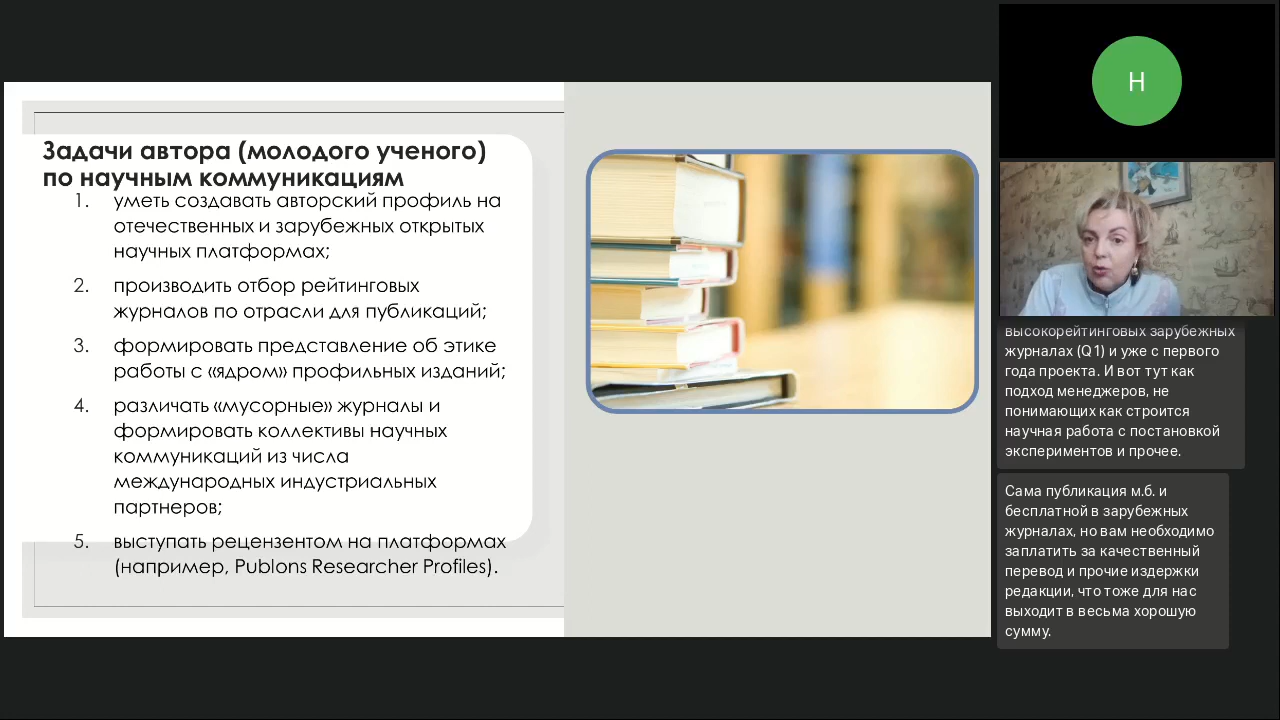 Задачи автора (молодого ученого)
по научным коммуникациям
1. уметь создавать авторский профиль на
отечественных и зарубежных открытых
научных платформах;
2. производить отбор рейтинговых
журналов по отрасли для публикаций;
3. формировать представление об этике
работы с «ядром» профильных изданий;
4. различать «мусорные» журналы и
формировать коллективы научных
коммуникаций из числа
международных индустриальных
партнеров;
5. выступать рецензентом на платформах
(например, Publons Researcher Profiles).
Н
высокорейтинговых зарубежных
журналах (Q1) и уже с первого
года проекта. И вот тут как
подход менеджеров, не
понимающих как строится
научная работа с постановкой
экспериментов и прочее.
Сама публикация м.б. и
бесплатной в зарубежных
журналах, но вам необходимо
заплатить за качественный
перевод и прочие издержки
редакции, что тоже для нас
выходит в весьма хорошую
сумму.